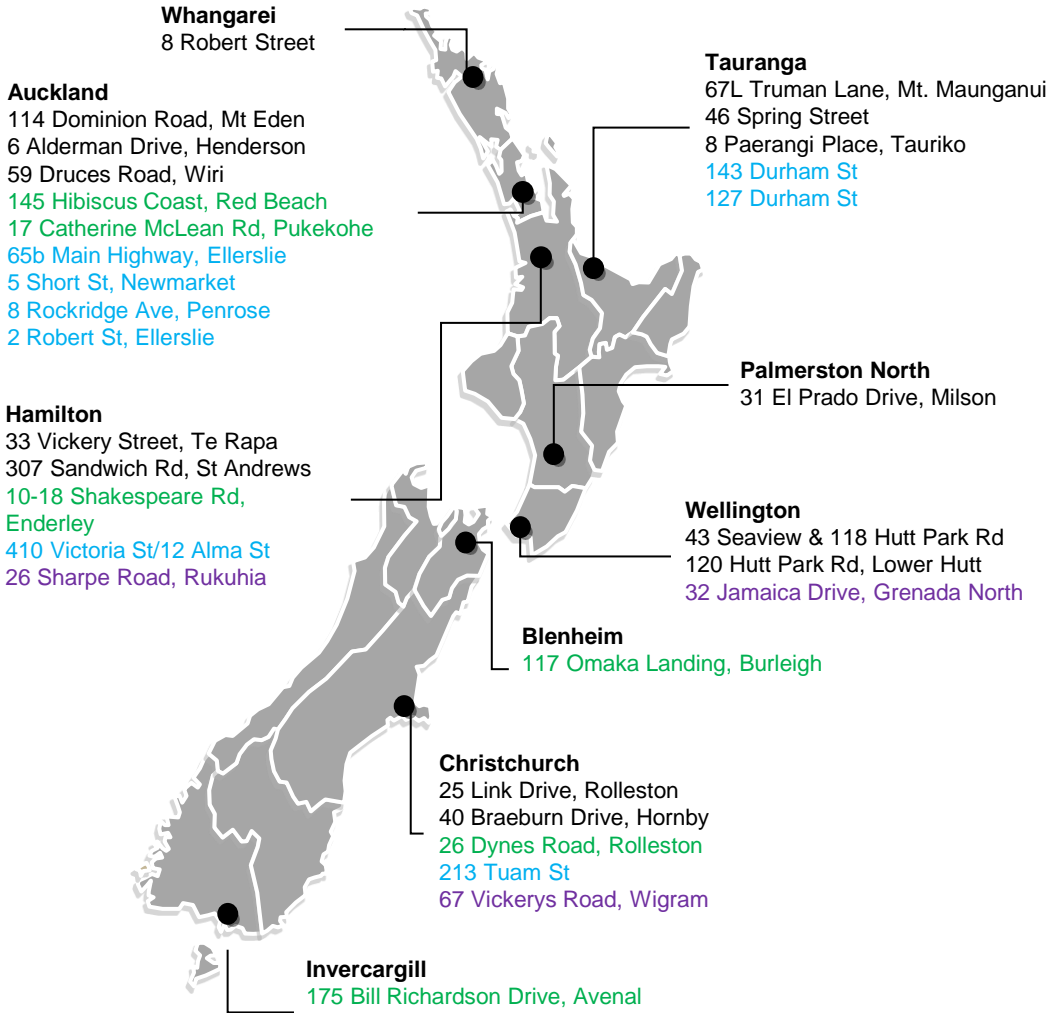 Whangarei
8 Robert Street
Auckland
114 Dominion Road, Mt Eden
6 Alderman Drive, Henderson
59 Druces Road, Wiri
145 Hibiscus Coast, Red Beach
17 Catherine McLean Rd, Pukekohe
65b Main Highway, Ellerslie
5 Short St, Newmarket
8 Rockridge Ave, Penrose
2 Robert St, Ellerslie
Tauranga
67L Truman Lane, Mt. Maunganui
46 Spring Street
8 Paerangi Place, Tauriko
143 Durham St
127 Durham St
Palmerston North
31 El Prado Drive, Milson
Hamilton
33 Vickery Street, Te Rapa
307 Sandwich Rd, St Andrews
10-18 Shakespeare Rd,
Enderley
410 Victoria St/12 Alma St
26 Sharpe Road, Rukuhia
Wellington
43 Seaview & 118 Hutt Park Rd
120 Hutt Park Rd, Lower Hutt
32 Jamaica Drive, Grenada North
Blenheim
117 Omaka Landing, Burleigh
Christchurch
25 Link Drive, Rolleston
40 Braeburn Drive, Hornby
26 Dynes Road, Rolleston
213 Tuam St
67 Vickerys Road, Wigram
Invercargill
175 Bill Richardson Drive, Avenal